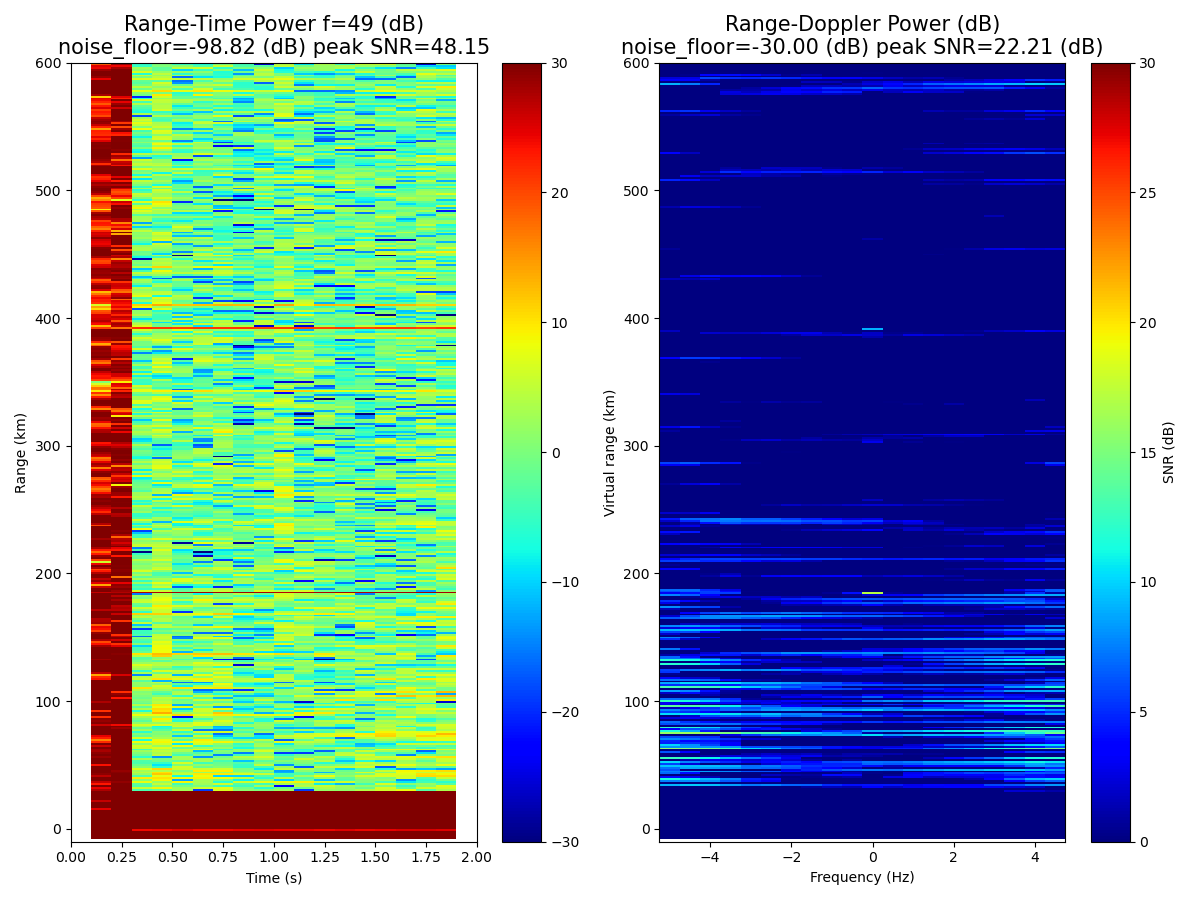 Range-Time Power f=49 (dB)
noise_floor=-98.82 (dB) peak SNR=48.15
600
500
400
300
200
100
0
Range (km)
0.00 0.25 0.50 0.75 1.00 1.25 1.50 1.75 2.00
Time (s)
30
20
10
0
−10
−20
−30
Range-Doppler Power (dB)
noise_floor=-30.00 (dB) peak SNR=22.21 (dB)
600
500
400
300
200
100
0
Virtual range (km)
−4 −2 0 2 4
Frequency (Hz)
30
25
20
15
10
5
0
SNR (dB)